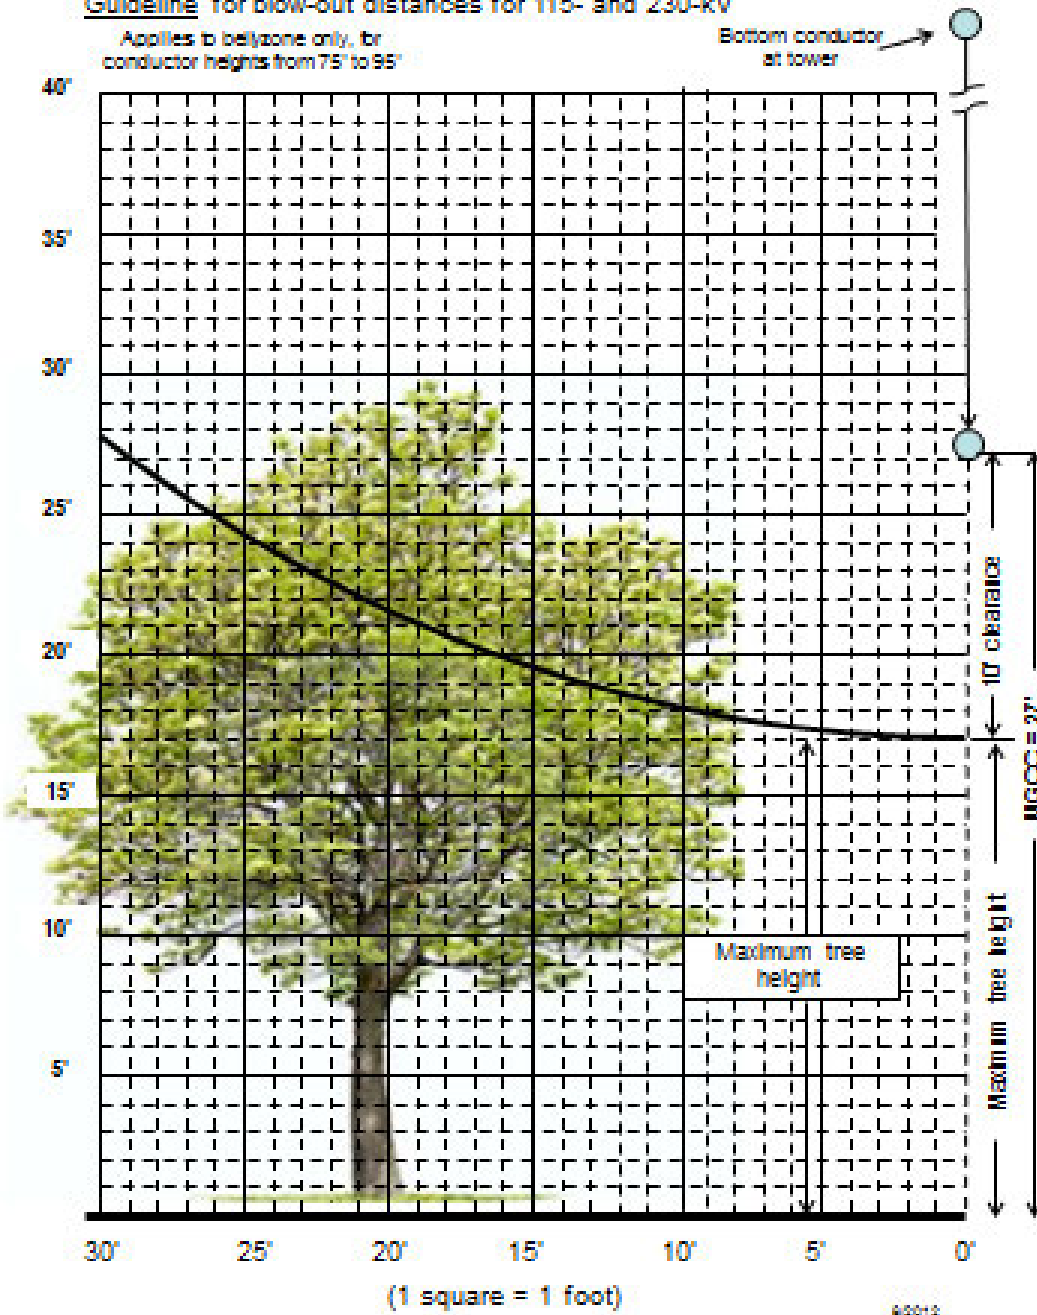 Guideline for blow-out distances for 115- and 230-kV
Applies to bellyzone only, for
conductor heights from 75' to 95'
Bottom conductor
at tower
40'
35'
30'
25'
20'
15'
10'
5'
10' clearance
MGCC = 27'
Maximum tree height
Maximum tree
height
30'
25'
20'
15'
10'
5'
0'
(1 square = 1 foot)
6/2012